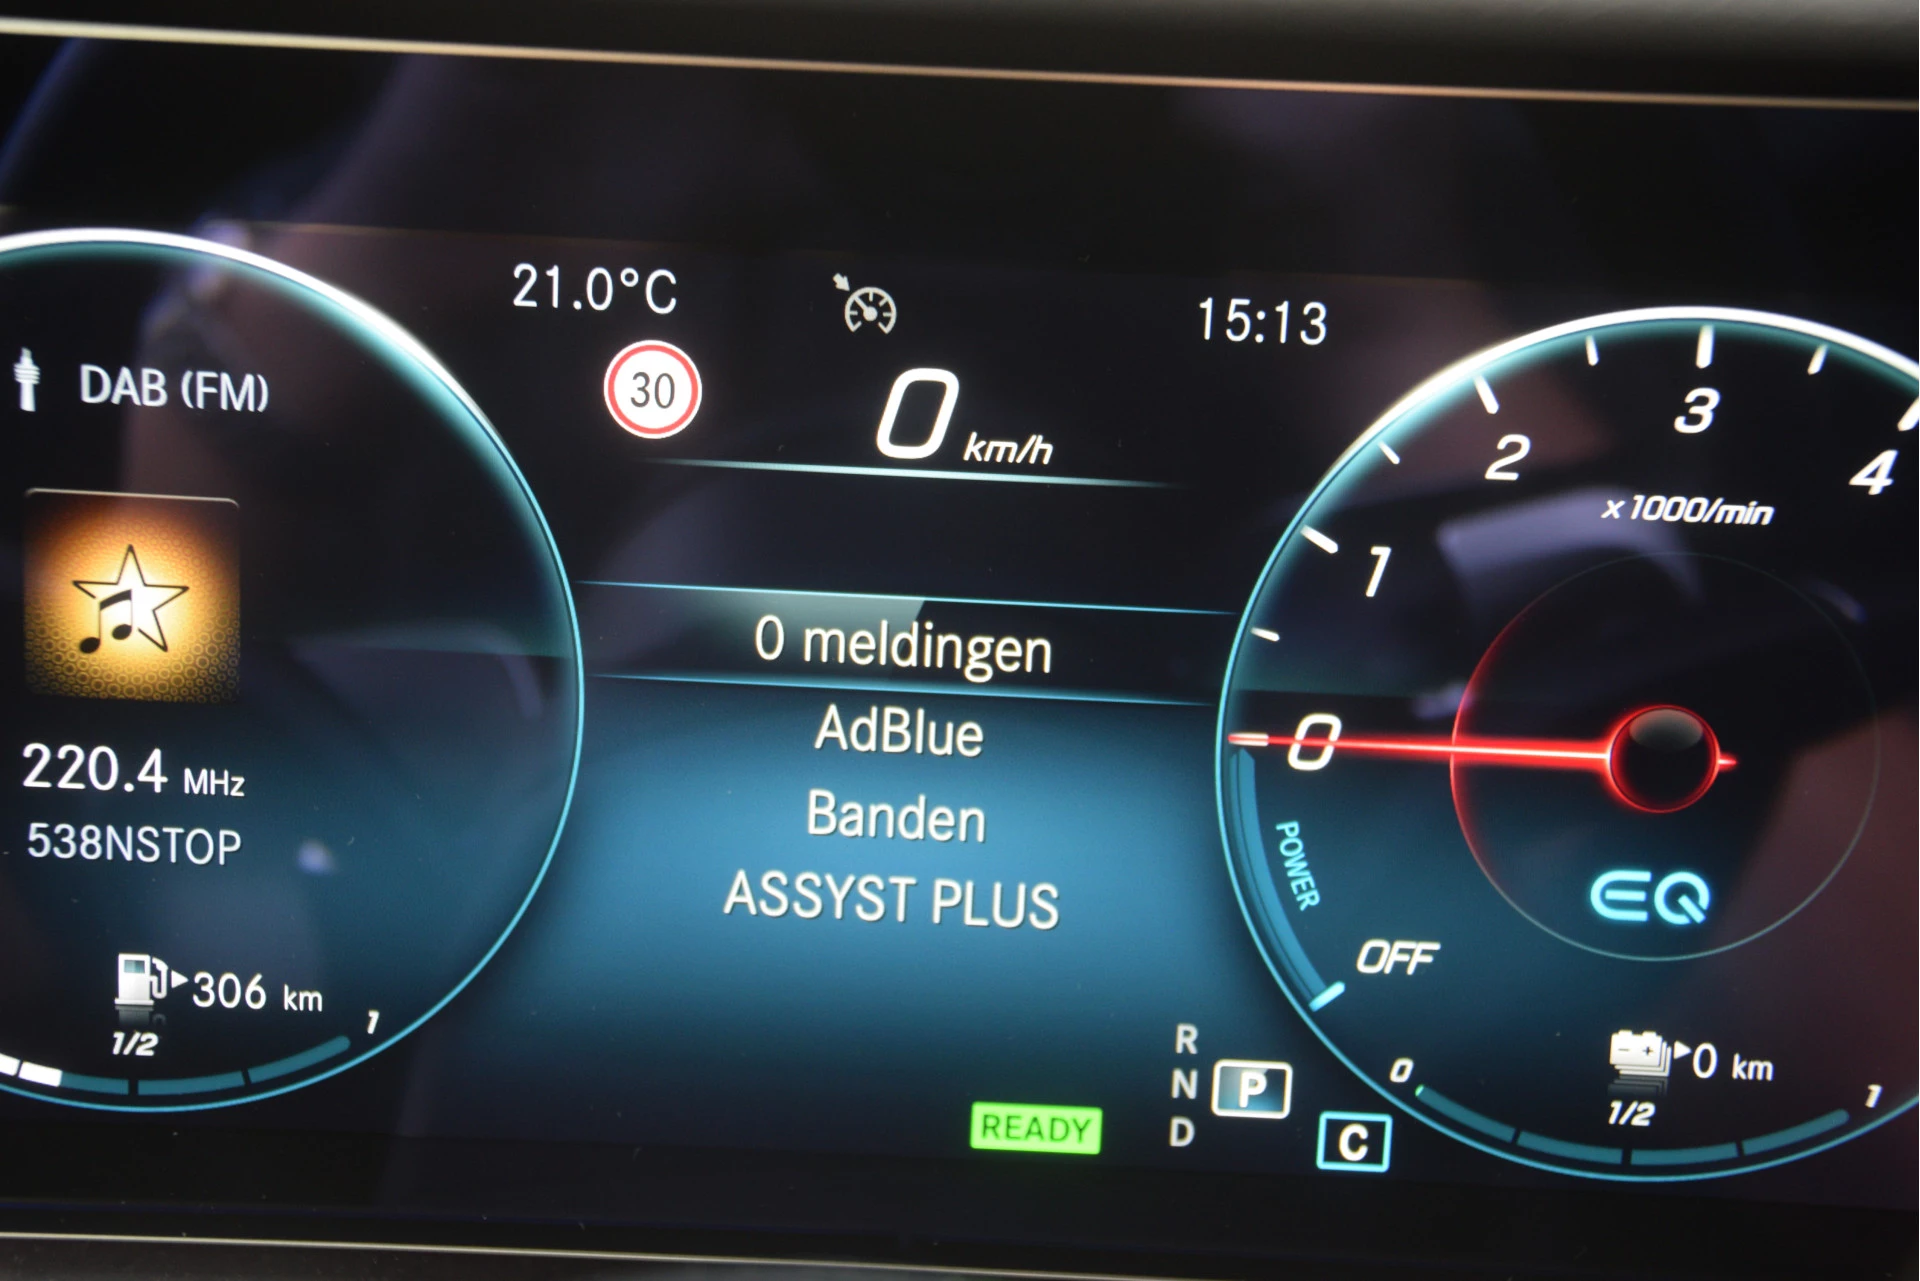 21.0°C
15:13
DAB (FM)
30
0 km/h
220.4 MHz
538NSTOP
306 km
1/2
1
0 meldingen
AdBlue
Banden
ASSYST PLUS
READY
R
N
D
P
C
0
1
2
3
4
x 1000/min
POWER
OFF
EQ
0 km
0
1/2
1